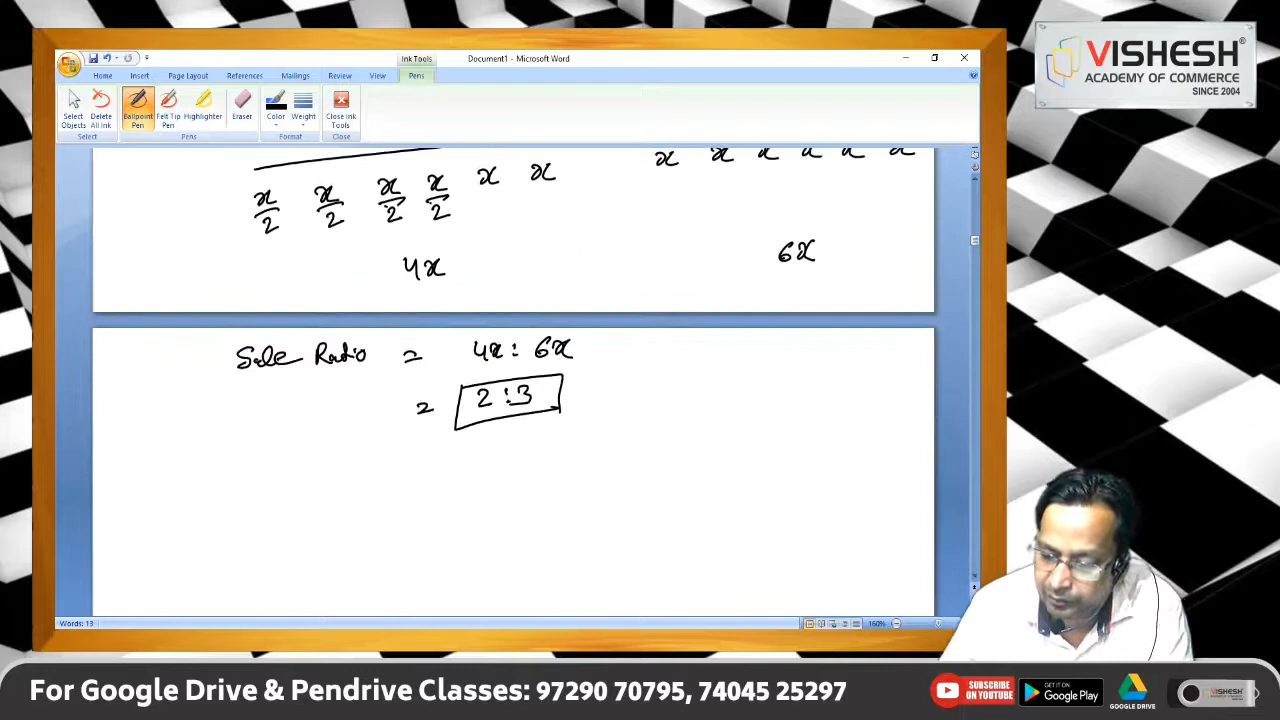 Ink Tools
Document1 - Microsoft Word
Home Insert Page Layout References Mailings Review View Pens
Select Objects
Delete All Ink
Ballpoint Pen
Felt Tip Pen
Highlighter
Eraser
Color
Weight
Close Ink Tools
Select Pens Format Close
VISHESH®
ACADEMY OF COMMERCE
SINCE 2004
x x x x x x
x/2 x/2 x/2 x/2 x x
4x 6x
Sale Ratio = 4x : 6x
= 2 : 3
Words: 13
160%
For Google Drive & Pendrive Classes: 97290 70795, 74045 25297
SUBSCRIBE ON YOUTUBE
GET IT ON Google Play
GOOGLE DRIVE
VISHESH